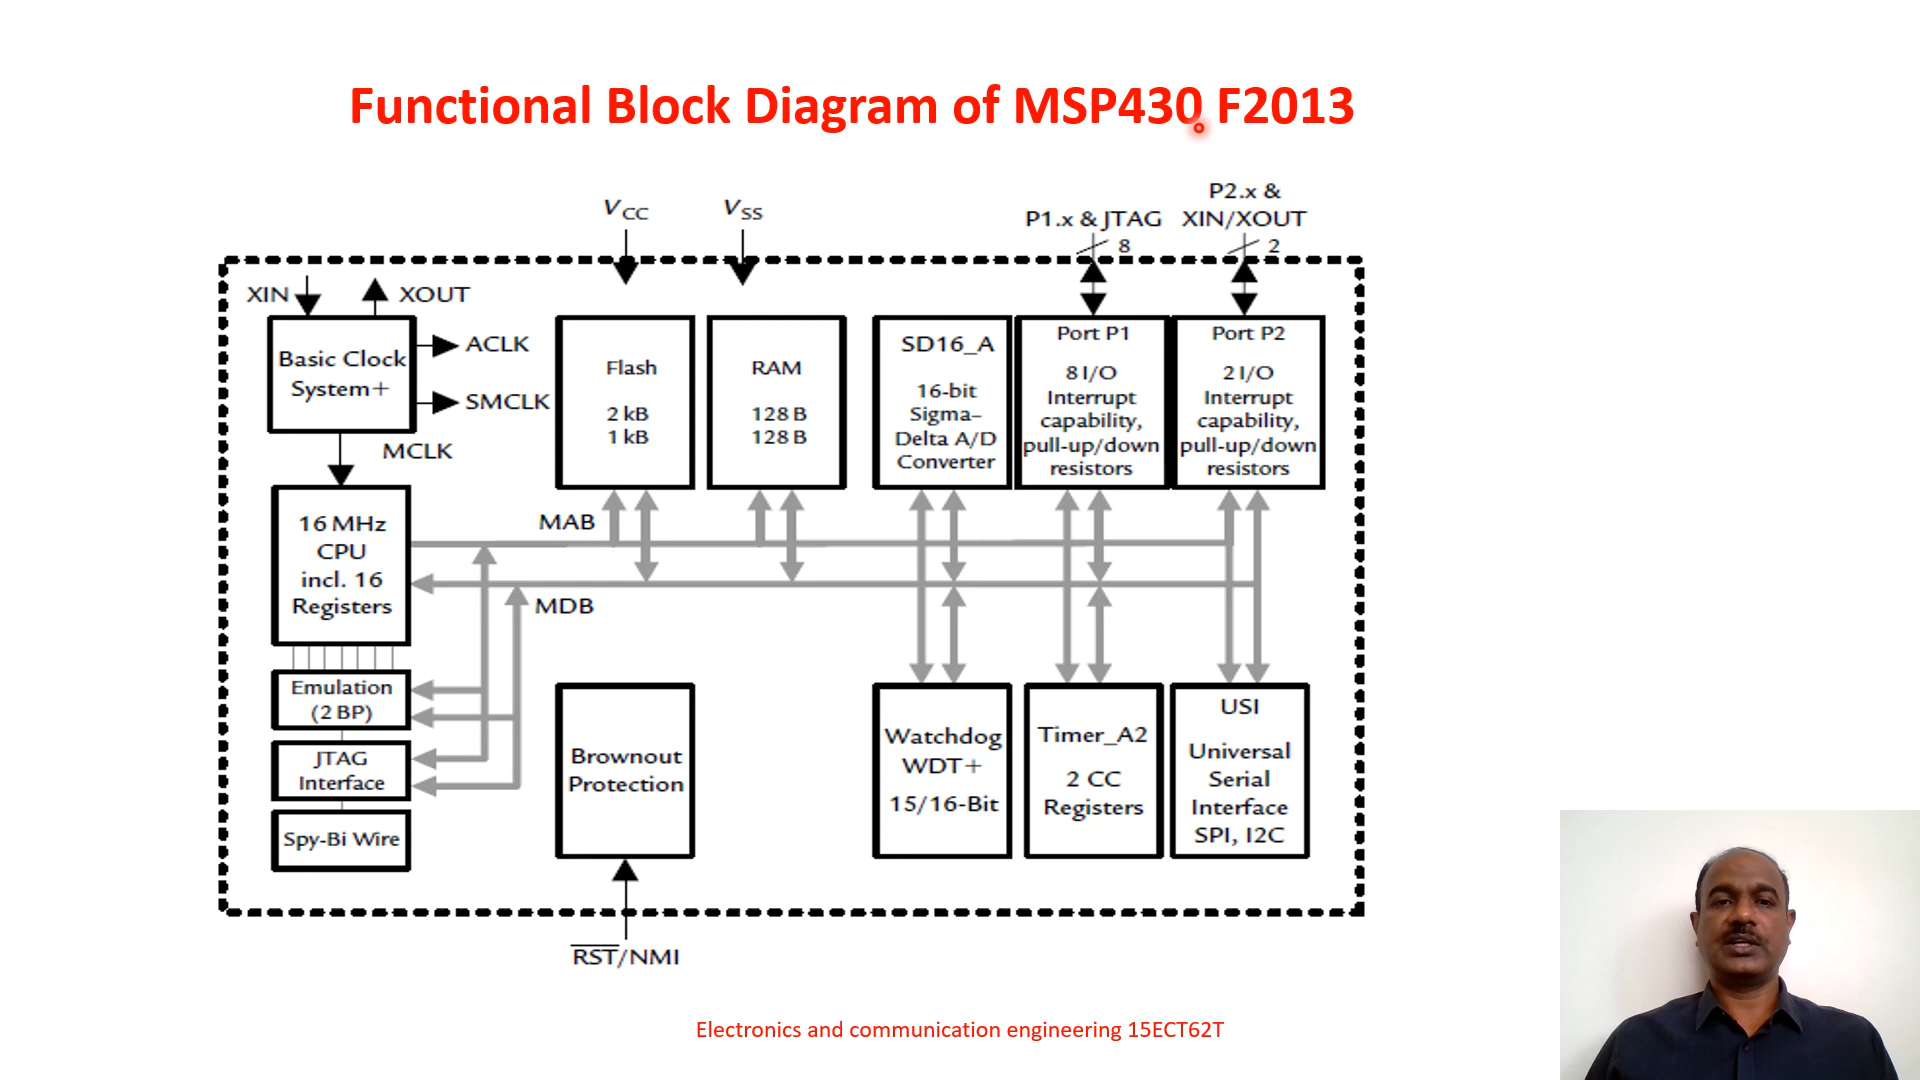 Functional Block Diagram of MSP430 F2013
P2.x &
XIN/XOUT
P1.x & JTAG
VCC
VSS
8
2
XIN
XOUT
Basic Clock
System+
ACLK
SMCLK
MCLK
Flash
2 kB
1 kB
RAM
128 B
128 B
SD16_A
16-bit
Sigma–
Delta A/D
Converter
Port P1
8 I/O
Interrupt
capability,
pull-up/down
resistors
Port P2
2 I/O
Interrupt
capability,
pull-up/down
resistors
16 MHz
CPU
incl. 16
Registers
MAB
MDB
Emulation
(2 BP)
JTAG
Interface
Spy-Bi Wire
Brownout
Protection
Watchdog
WDT+
15/16-Bit
Timer_A2
2 CC
Registers
USI
Universal
Serial
Interface
SPI, I2C
RST/NMI
Electronics and communication engineering 15ECT62T